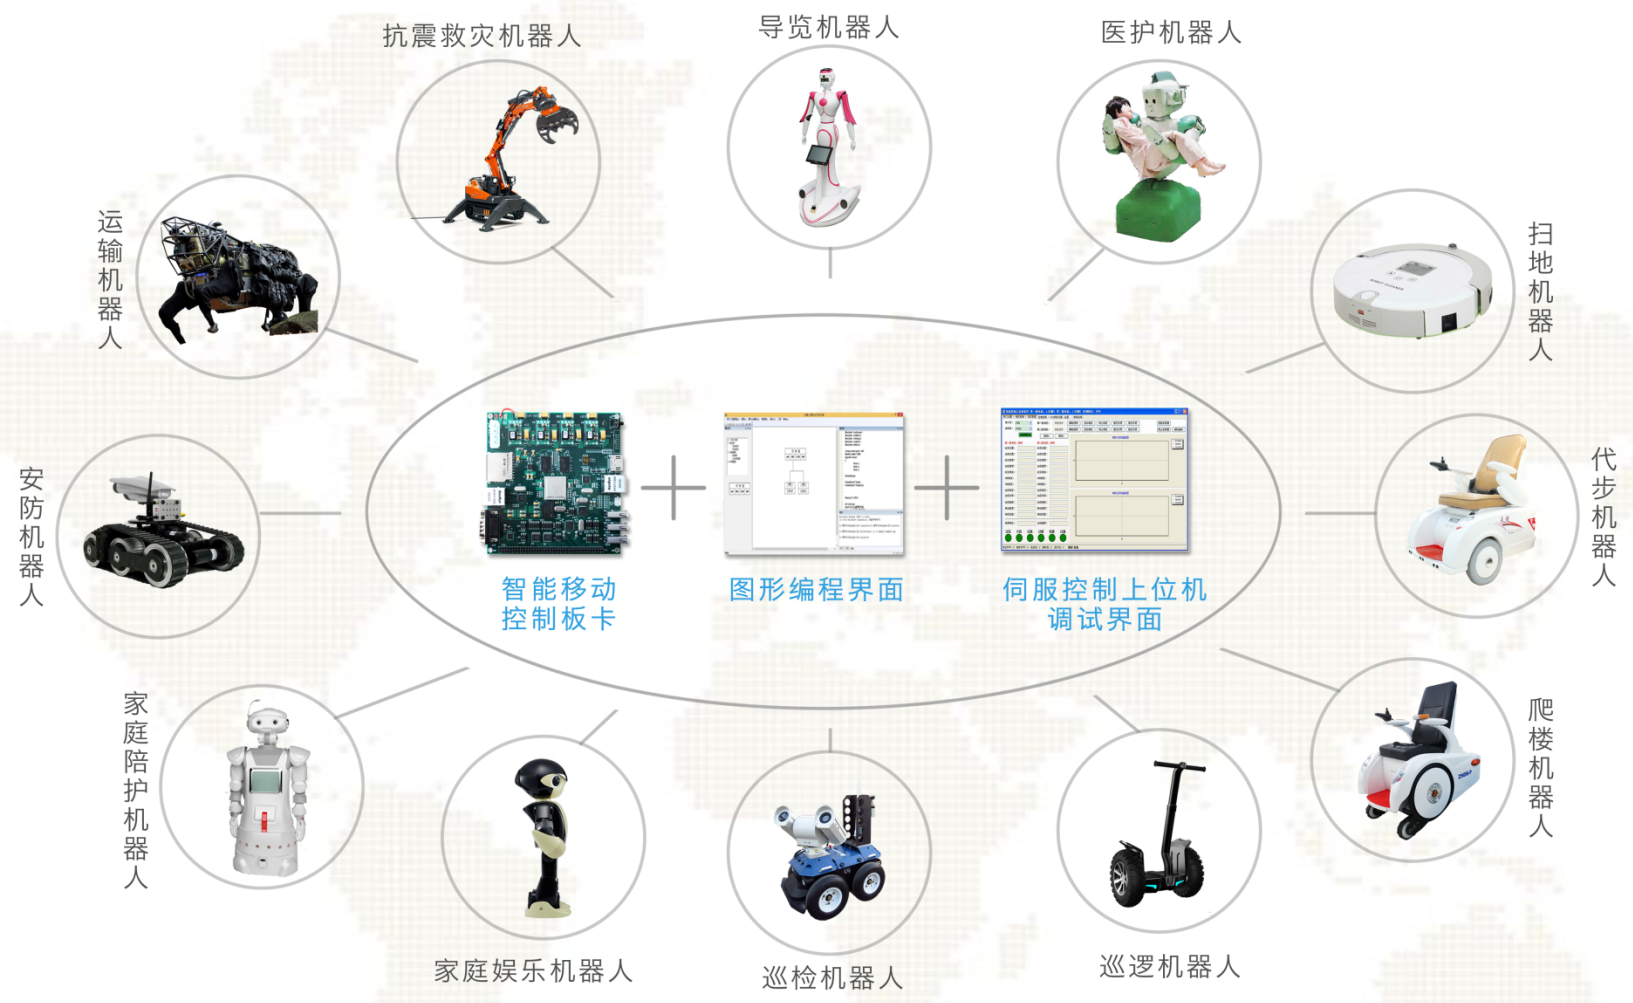 抗震救灾机器人
导览机器人
医护机器人
运输机器人
扫地机器人
ROBOT CLEANER
安防机器人
代步机器人
智能移动
控制板卡
图形编程界面
伺服控制上位机
调试界面
家庭陪护机器人
爬楼机器人
家庭娱乐机器人
巡检机器人
巡逻机器人